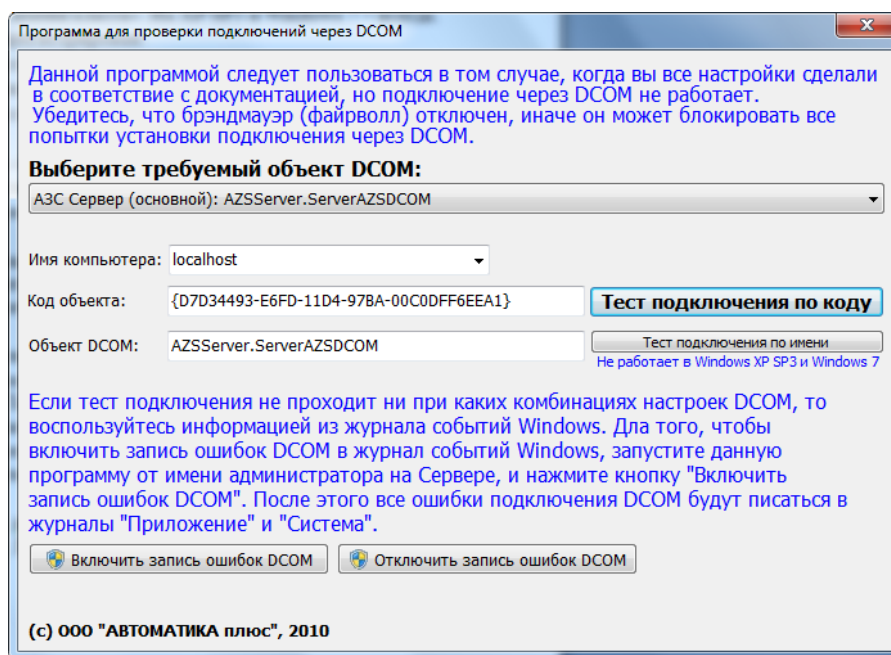 Программа для проверки подключений через DCOM
Данной программой следует пользоваться в том случае, когда вы все настройки сделали
в соответствие с документацией, но подключение через DCOM не работает.
Убедитесь, что брэндмауэр (файрволл) отключен, иначе он может блокировать все
попытки установки подключения через DCOM.
Выберите требуемый объект DCOM:
АЗС Сервер (основной): AZSServer.ServerAZSDCOM
Имя компьютера: localhost
Код объекта: {D7D34493-E6FD-11D4-97BA-00C0DFF6EEA1} Тест подключения по коду
Объект DCOM: AZSServer.ServerAZSDCOM Тест подключения по имени
Не работает в Windows XP SP3 и Windows 7
Если тест подключения не проходит ни при каких комбинациях настроек DCOM, то
воспользуйтесь информацией из журнала событий Windows. Дла того, чтобы
включить запись ошибок DCOM в журнал событий Windows, запустите данную
программу от имени администратора на Сервере, и нажмите кнопку "Включить
запись ошибок DCOM". После этого все ошибки подключения DCOM будут писаться в
журналы "Приложение" и "Система".
Включить запись ошибок DCOM Отключить запись ошибок DCOM
(c) ООО "АВТОМАТИКА плюс", 2010